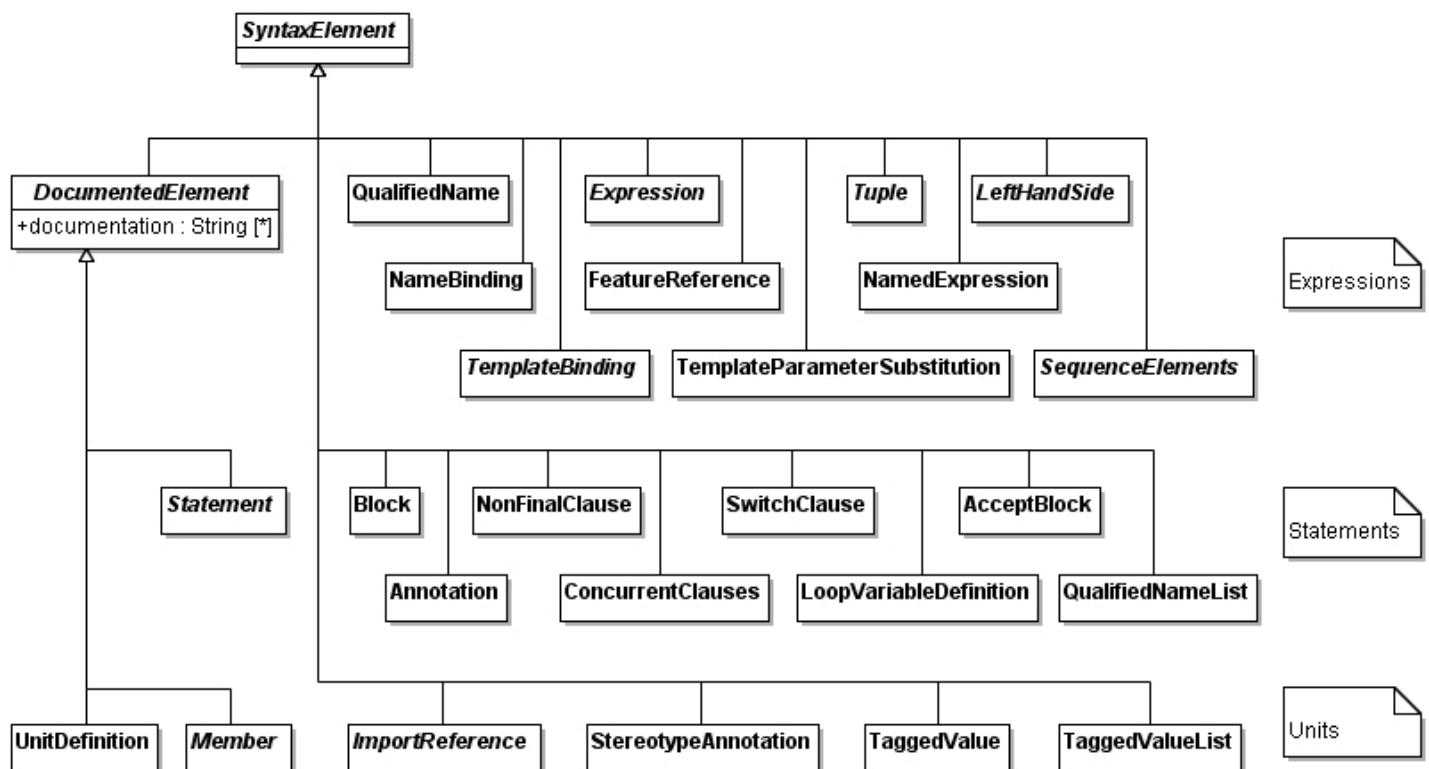 SyntaxElement
DocumentedElement
+documentation : String [*]
QualifiedName
Expression
Tuple
LeftHandSide
NameBinding
FeatureReference
NamedExpression
Expressions
TemplateBinding
TemplateParameterSubstitution
SequenceElements
Statement
Block
NonFinalClause
SwitchClause
AcceptBlock
Statements
Annotation
ConcurrentClauses
LoopVariableDefinition
QualifiedNameList
UnitDefinition
Member
ImportReference
StereotypeAnnotation
TaggedValue
TaggedValueList
Units